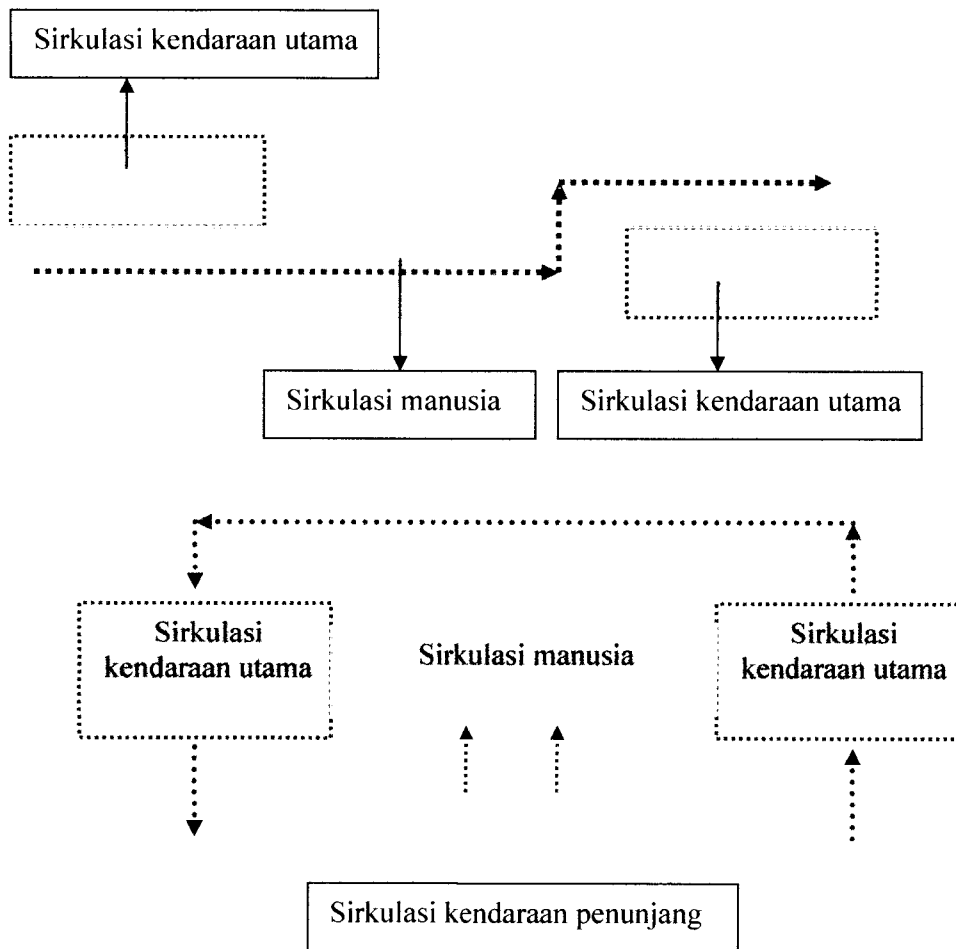 Sirkulasi kendaraan utama
Sirkulasi manusia
Sirkulasi kendaraan utama
Sirkulasi
kendaraan utama
Sirkulasi manusia
Sirkulasi
kendaraan utama
Sirkulasi kendaraan penunjang